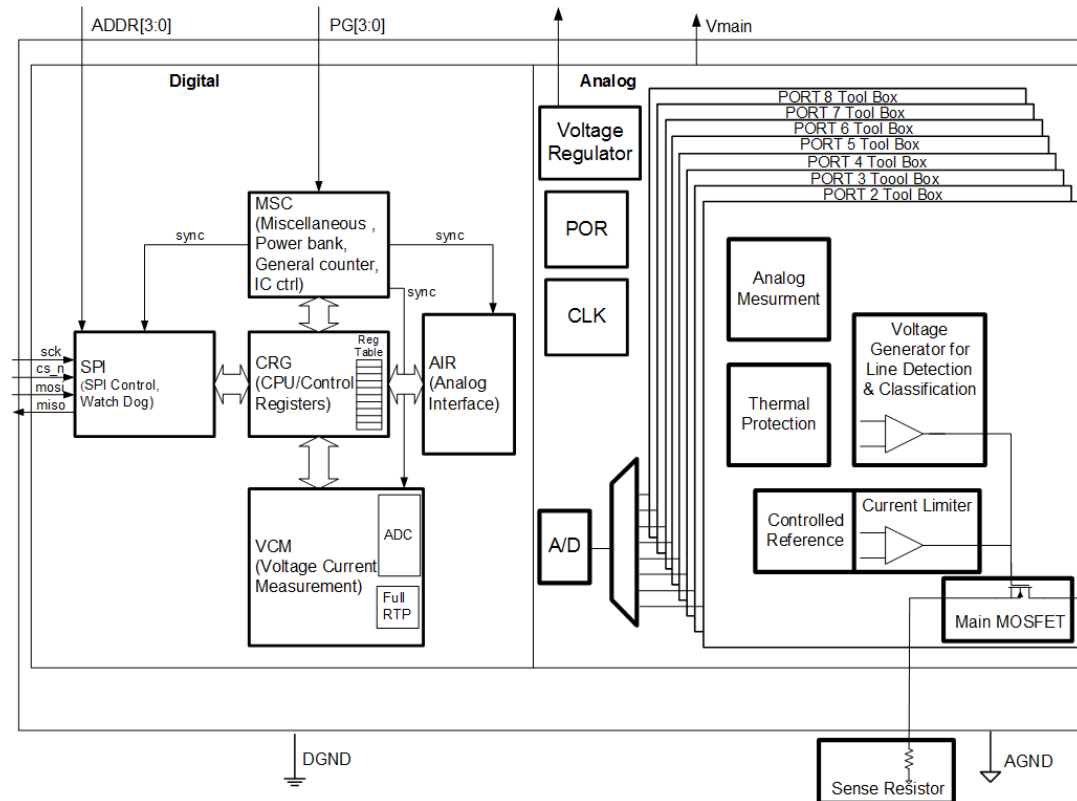 ADDR[3:0]
PG[3:0]
Vmain
Digital
Analog
PORT 8 Tool Box
PORT 7 Tool Box
PORT 6 Tool Box
PORT 5 Tool Box
PORT 4 Tool Box
PORT 3 Toool Box
PORT 2 Tool Box
Voltage
Regulator
POR
CLK
MSC
(Miscellaneous ,
Power bank,
General counter,
IC ctrl)
sync
sync
sync
sck
cs_n
mosi
miso
SPI
(SPI Control,
Watch Dog)
CRG
(CPU/Control
Registers)
Reg
Table
AIR
(Analog
Interface)
VCM
(Voltage Current
Measurement)
ADC
Full
RTP
A/D
Analog
Mesurment
Thermal
Protection
Voltage
Generator for
Line Detection
& Classification
Controlled
Reference
Current Limiter
Main MOSFET
DGND
Sense Resistor
AGND